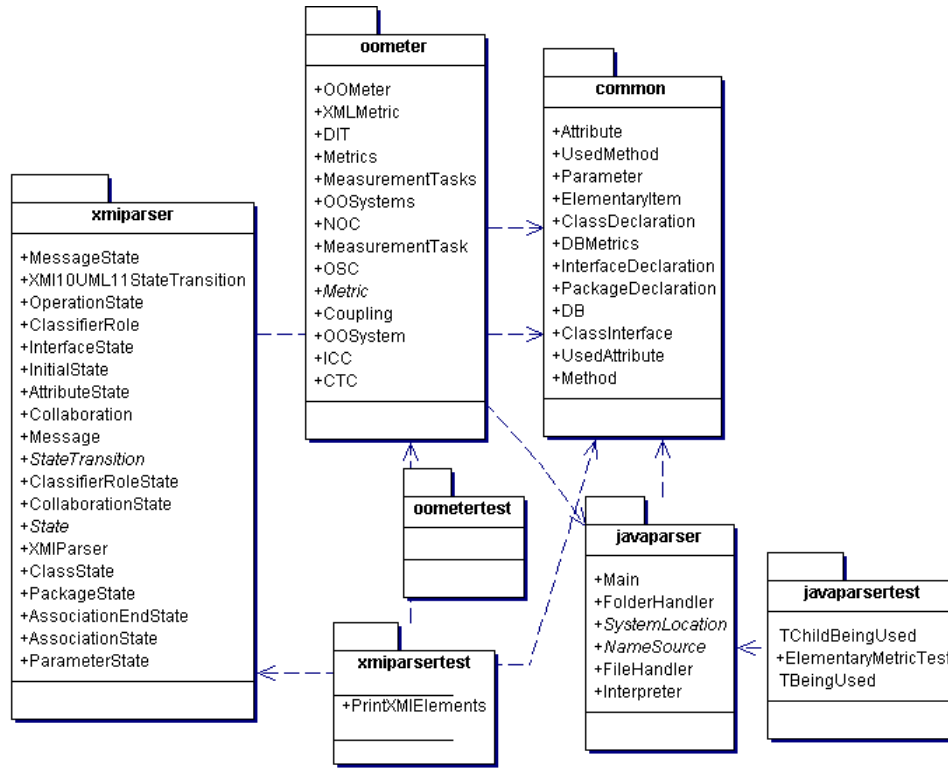 oometer
+OOMeter
+XMLMetric
+DIT
+Metrics
+MeasurementTasks
+OOSystems
+NOC
+MeasurementTask
+OSC
+Metric
+Coupling
+OOSystem
+ICC
+CTC
common
+Attribute
+UsedMethod
+Parameter
+ElementaryItem
+ClassDeclaration
+DBMetrics
+InterfaceDeclaration
+PackageDeclaration
+DB
+ClassInterface
+UsedAttribute
+Method
xmiparser
+MessageState
+XMI10UML11StateTransition
+OperationState
+ClassifierRole
+InterfaceState
+InitialState
+AttributeState
+Collaboration
+Message
+StateTransition
+ClassifierRoleState
+CollaborationState
+State
+XMIParser
+ClassState
+PackageState
+AssociationEndState
+AssociationState
+ParameterState
oometertest
javaparser
+Main
+FolderHandler
+SystemLocation
+NameSource
+FileHandler
+Interpreter
javaparsertest
TChildBeingUsed
+ElementaryMetricTest
TBeingUsed
xmiparsertest
+PrintXMIElements